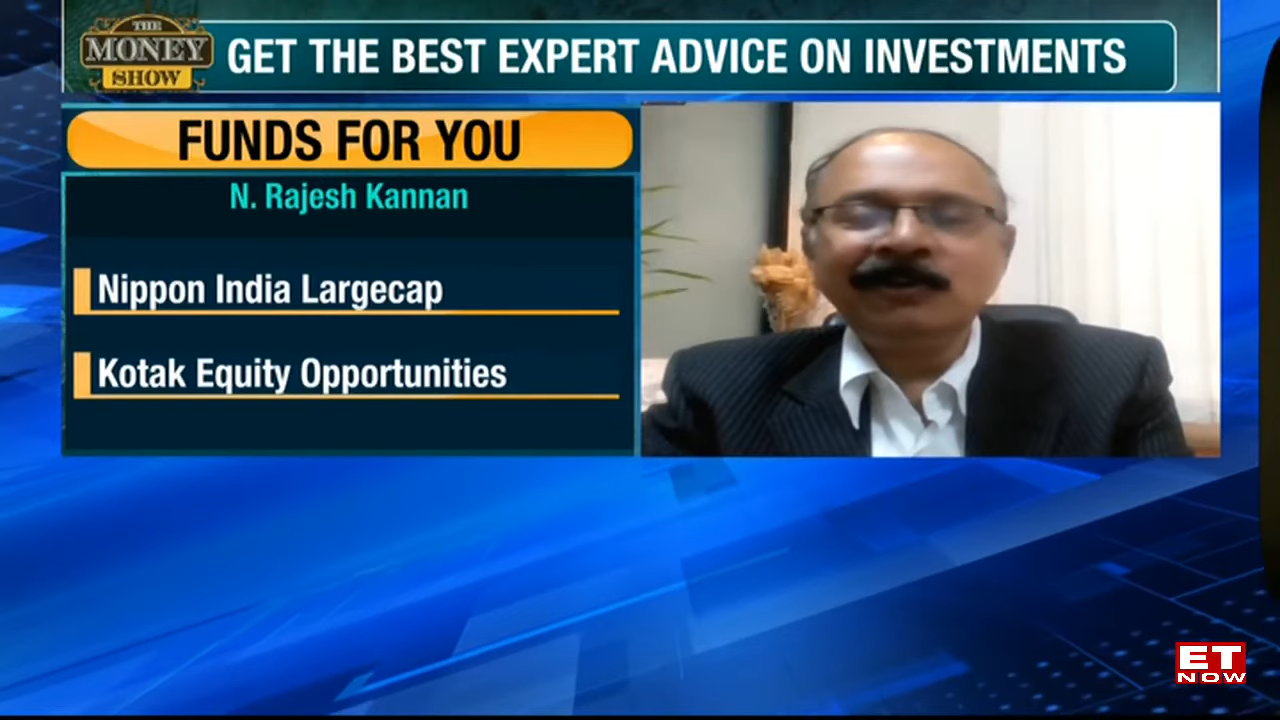 THE
MONEY
SHOW
GET THE BEST EXPERT ADVICE ON INVESTMENTS
FUNDS FOR YOU
N. Rajesh Kannan
Nippon India Largecap
Kotak Equity Opportunities
ET
NOW